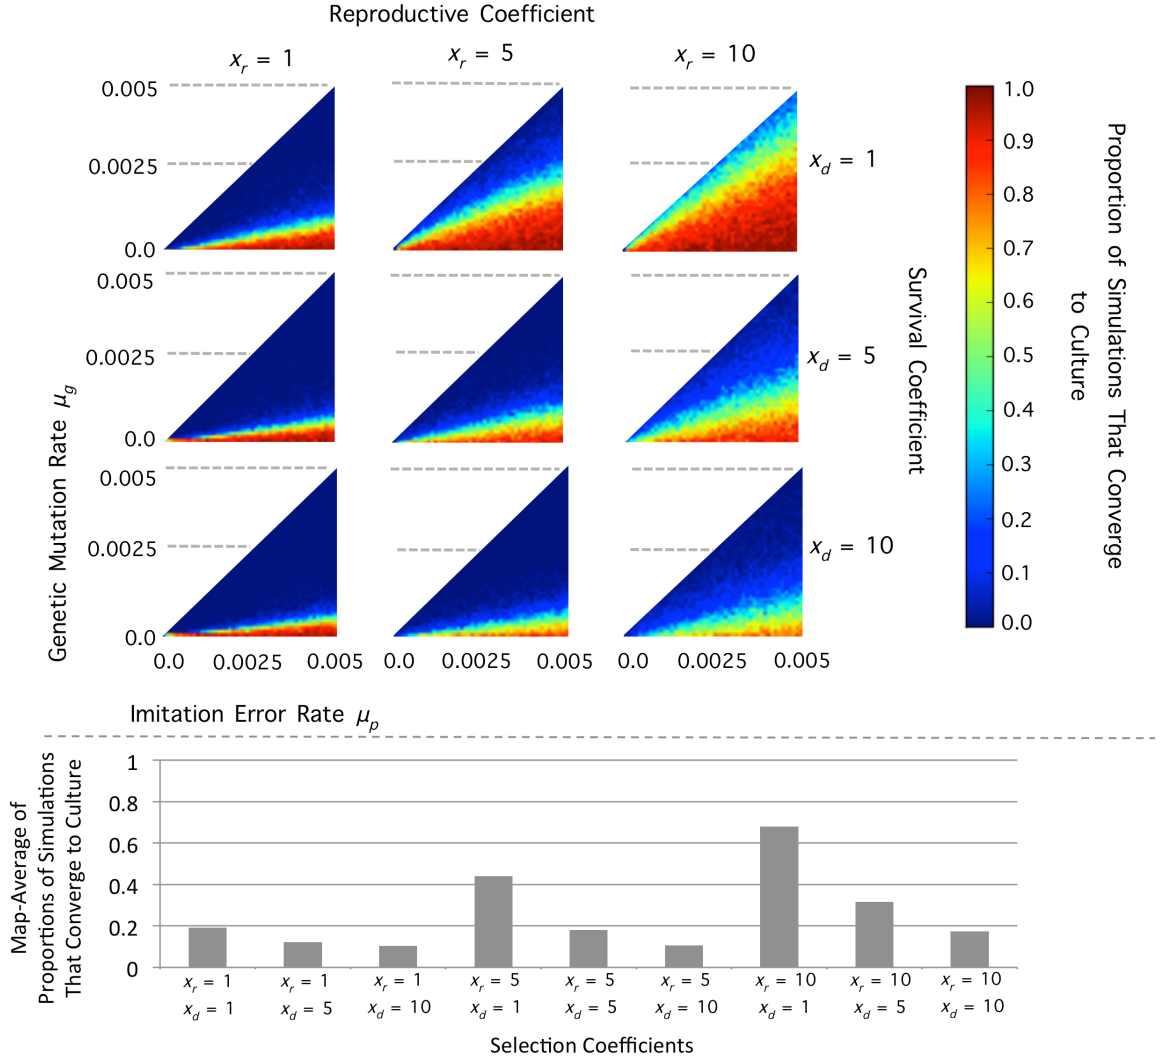 Reproductive Coefficient
x_r = 1
x_r = 5
x_r = 10
0.005
0.0025
0.0
x_d = 1
0.005
0.0025
0.0
x_d = 5
0.005
0.0025
0.0
x_d = 10
0.0 0.0025 0.005
0.0 0.0025 0.005
0.0 0.0025 0.005
Genetic Mutation Rate μ_g
Imitation Error Rate μ_p
Survival Coefficient
1.0
0.9
0.8
0.7
0.6
0.5
0.4
0.3
0.2
0.1
0.0
Proportion of Simulations That Converge
to Culture
Map-Average of
Proportions of Simulations
That Converge to Culture
1
0.8
0.6
0.4
0.2
0
x_r = 1
x_d = 1
x_r = 1
x_d = 5
x_r = 1
x_d = 10
x_r = 5
x_d = 1
x_r = 5
x_d = 5
x_r = 5
x_d = 10
x_r = 10
x_d = 1
x_r = 10
x_d = 5
x_r = 10
x_d = 10
Selection Coefficients